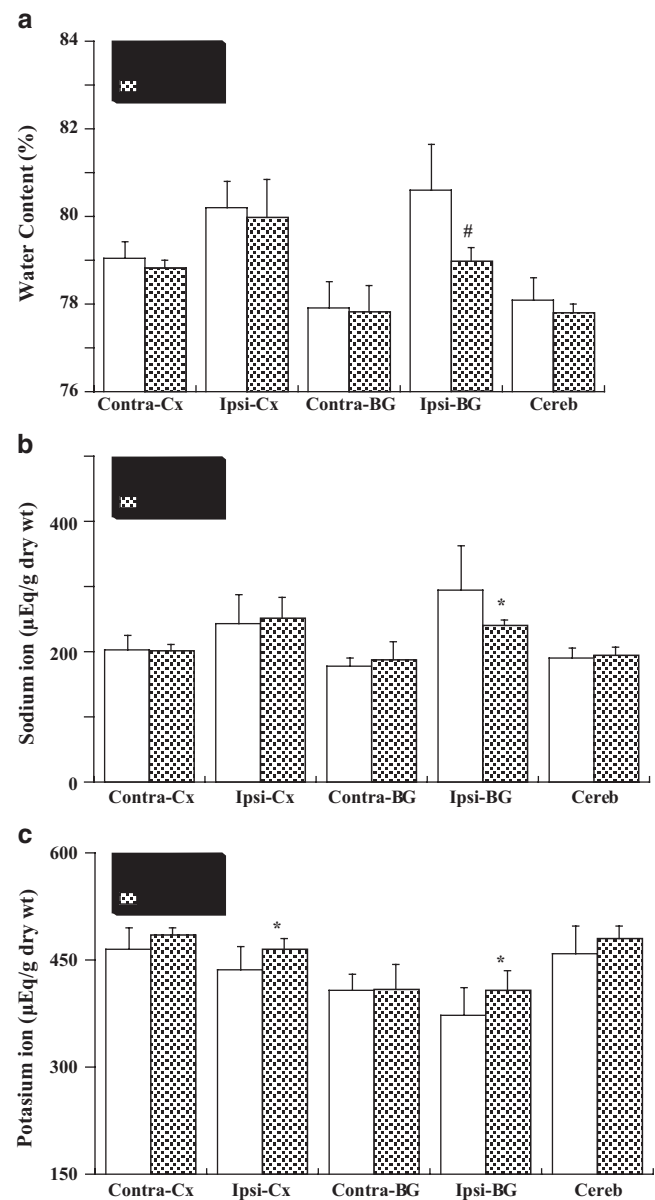 a
84
82
80
78
76
Water Content (%)
#
Contra-Cx Ipsi-Cx Contra-BG Ipsi-BG Cereb
b
400
200
0
Sodium ion (µEq/g dry wt)
*
Contra-Cx Ipsi-Cx Contra-BG Ipsi-BG Cereb
c
600
450
300
150
Potasium ion (µEq/g dry wt)
* *
Contra-Cx Ipsi-Cx Contra-BG Ipsi-BG Cereb